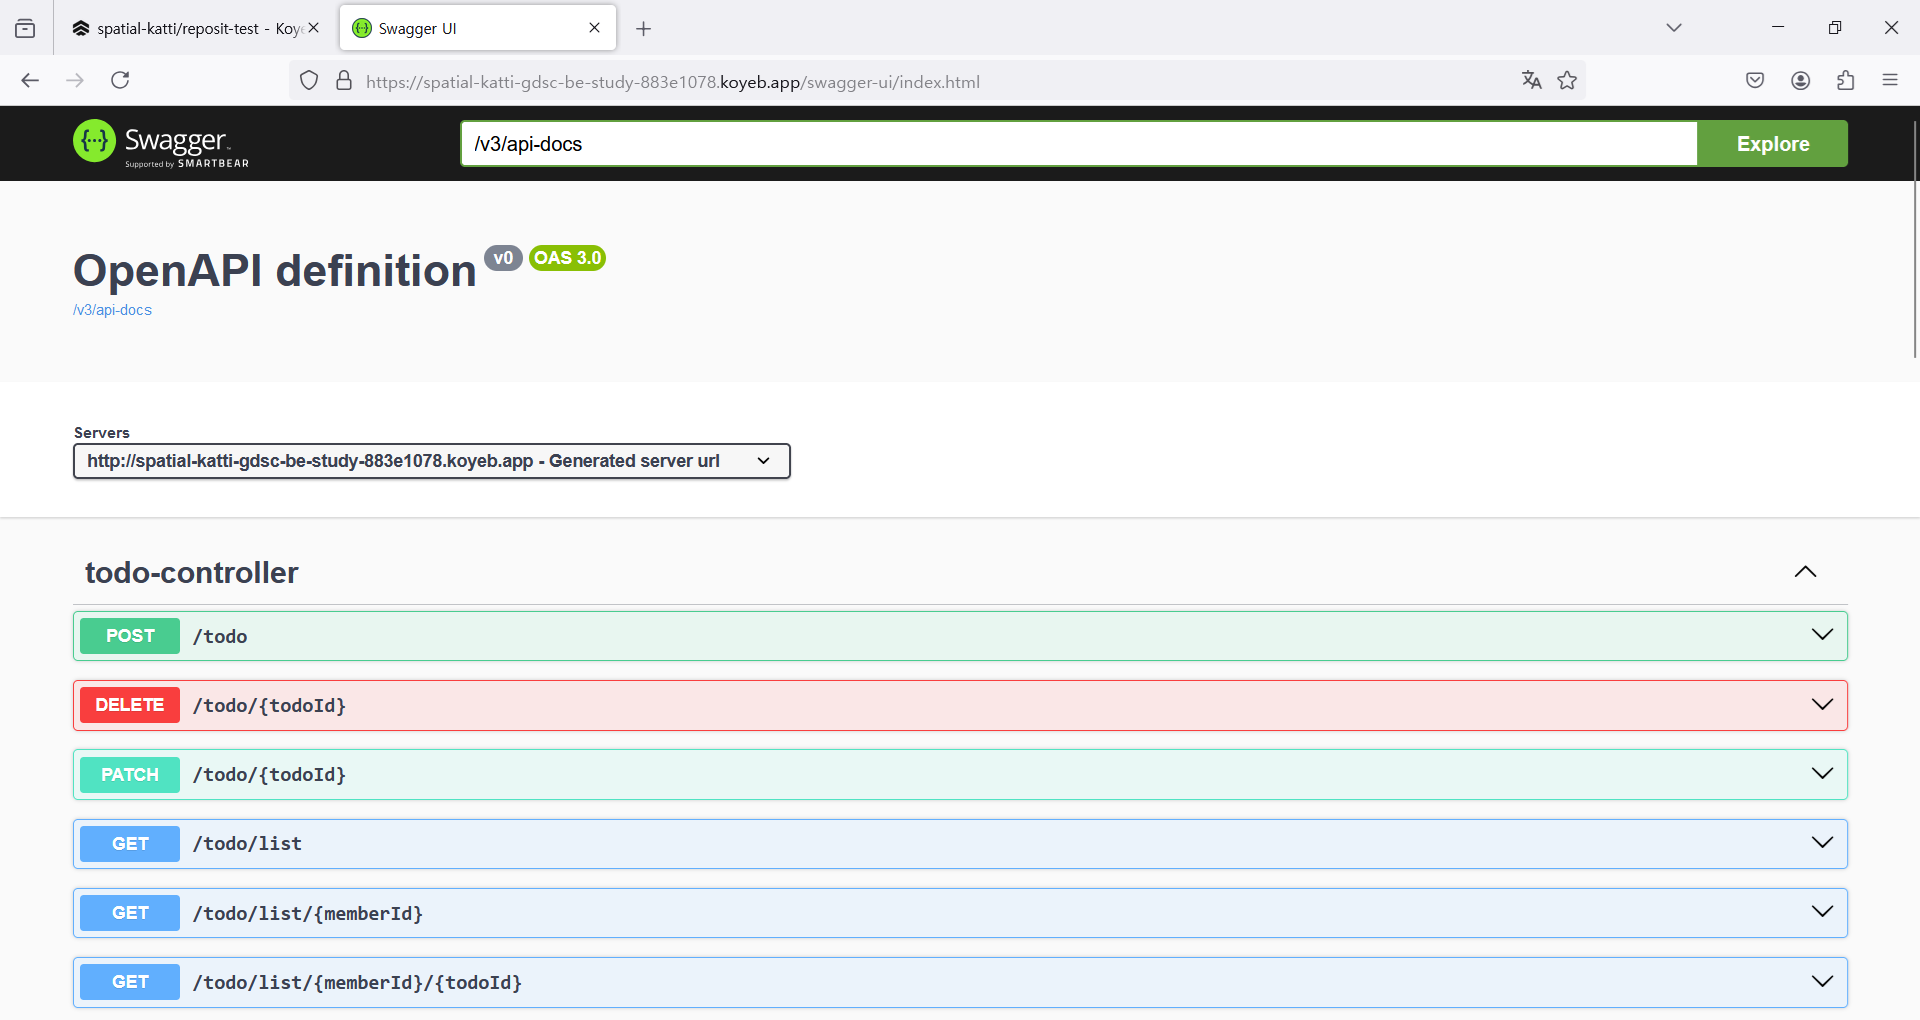 spatial-katti/reposit-test - Koye
Swagger UI
https://spatial-katti-gdsc-be-study-883e1078.koyeb.app/swagger-ui/index.html
Swagger
Supported by SMARTBEAR
/v3/api-docs
Explore
OpenAPI definition v0 OAS 3.0
/v3/api-docs
Servers
http://spatial-katti-gdsc-be-study-883e1078.koyeb.app - Generated server url
todo-controller
POST /todo
DELETE /todo/{todoId}
PATCH /todo/{todoId}
GET /todo/list
GET /todo/list/{memberId}
GET /todo/list/{memberId}/{todoId}